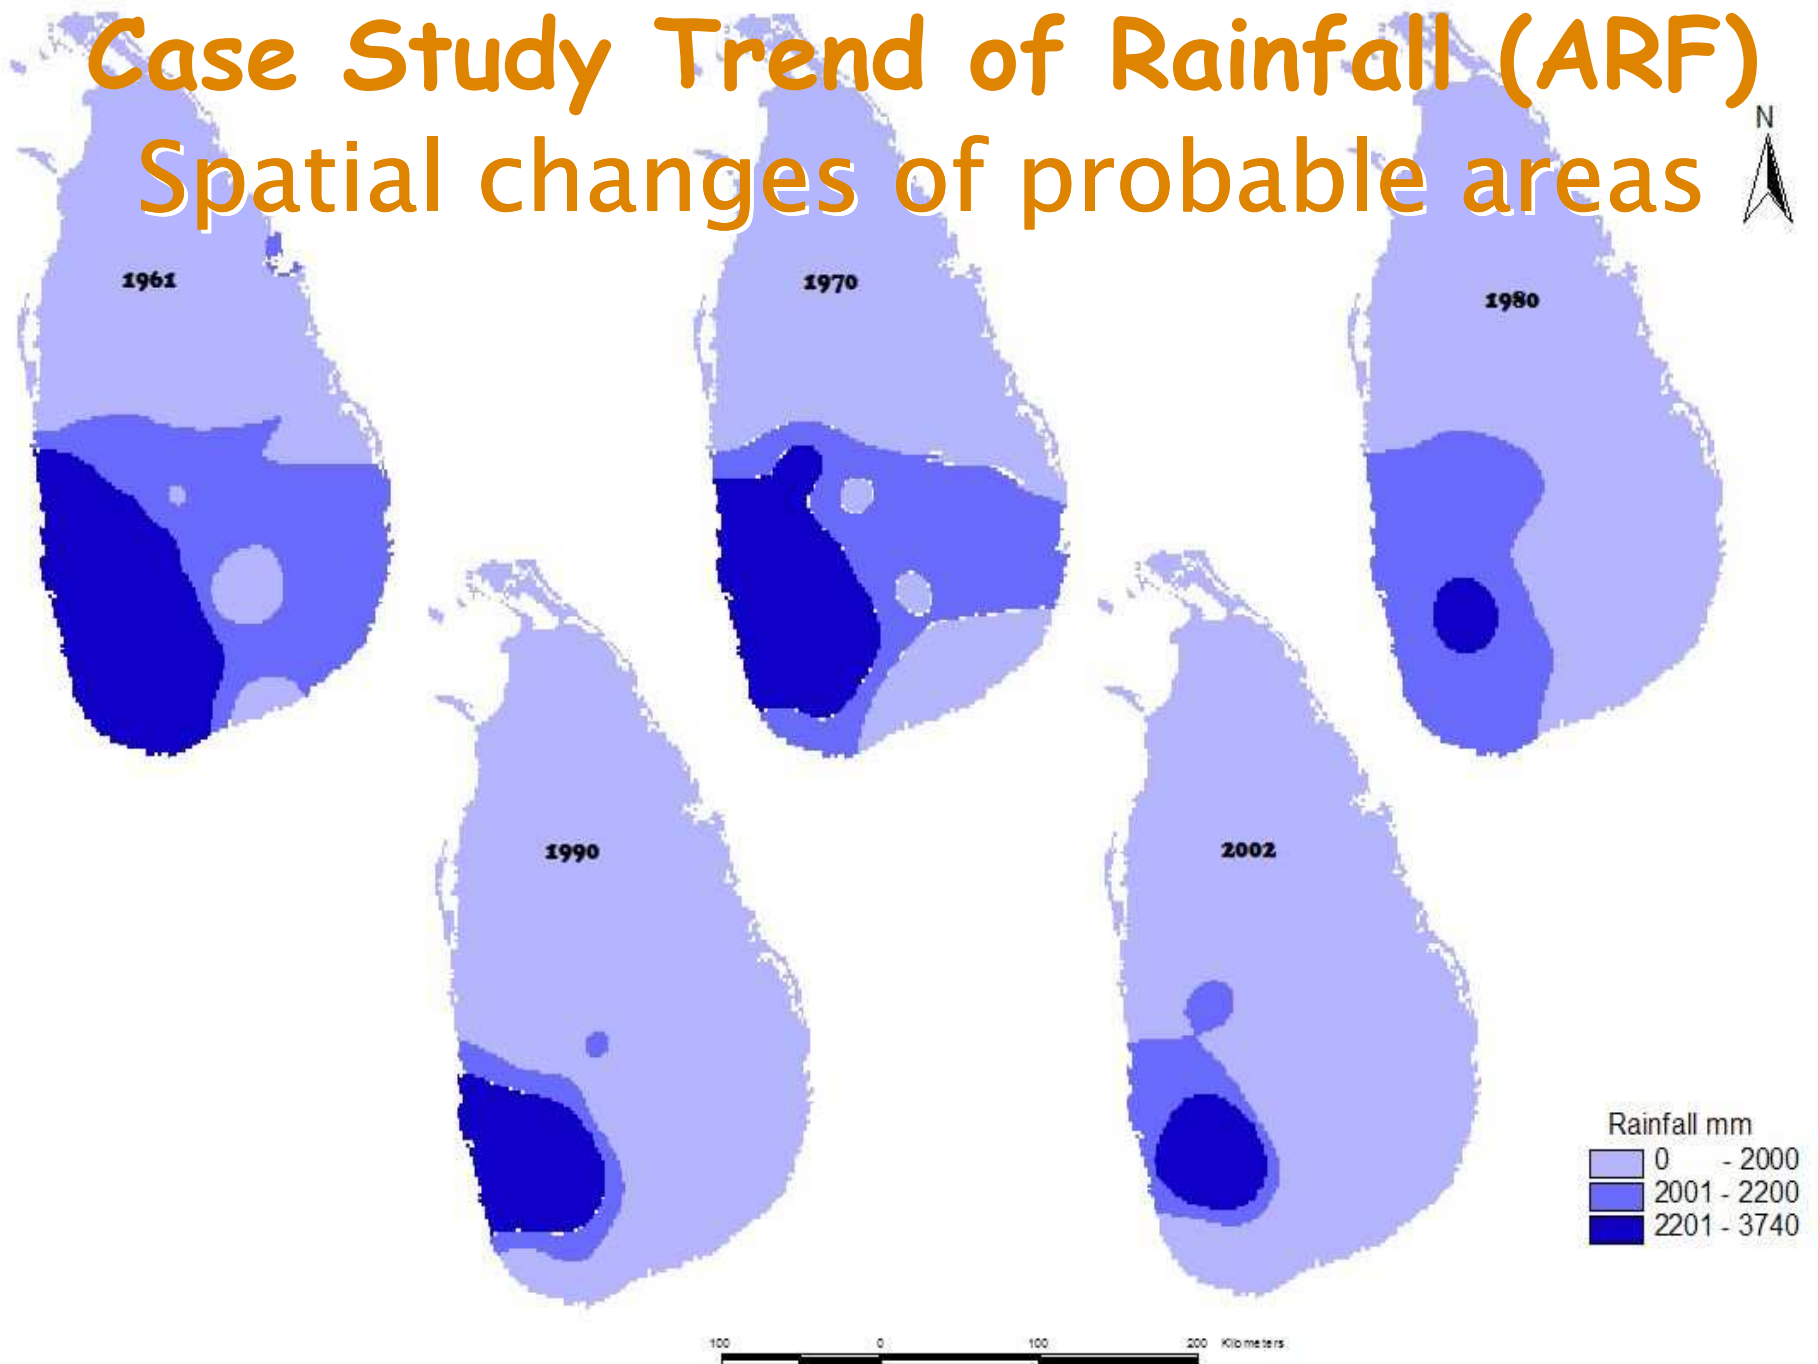 Case Study Trend of Rainfall (ARF)
Spatial changes of probable areas
N
1961
1970
1980
1990
2002
Rainfall mm
0 - 2000
2001 - 2200
2201 - 3740
100 0 100 200 Kilometers